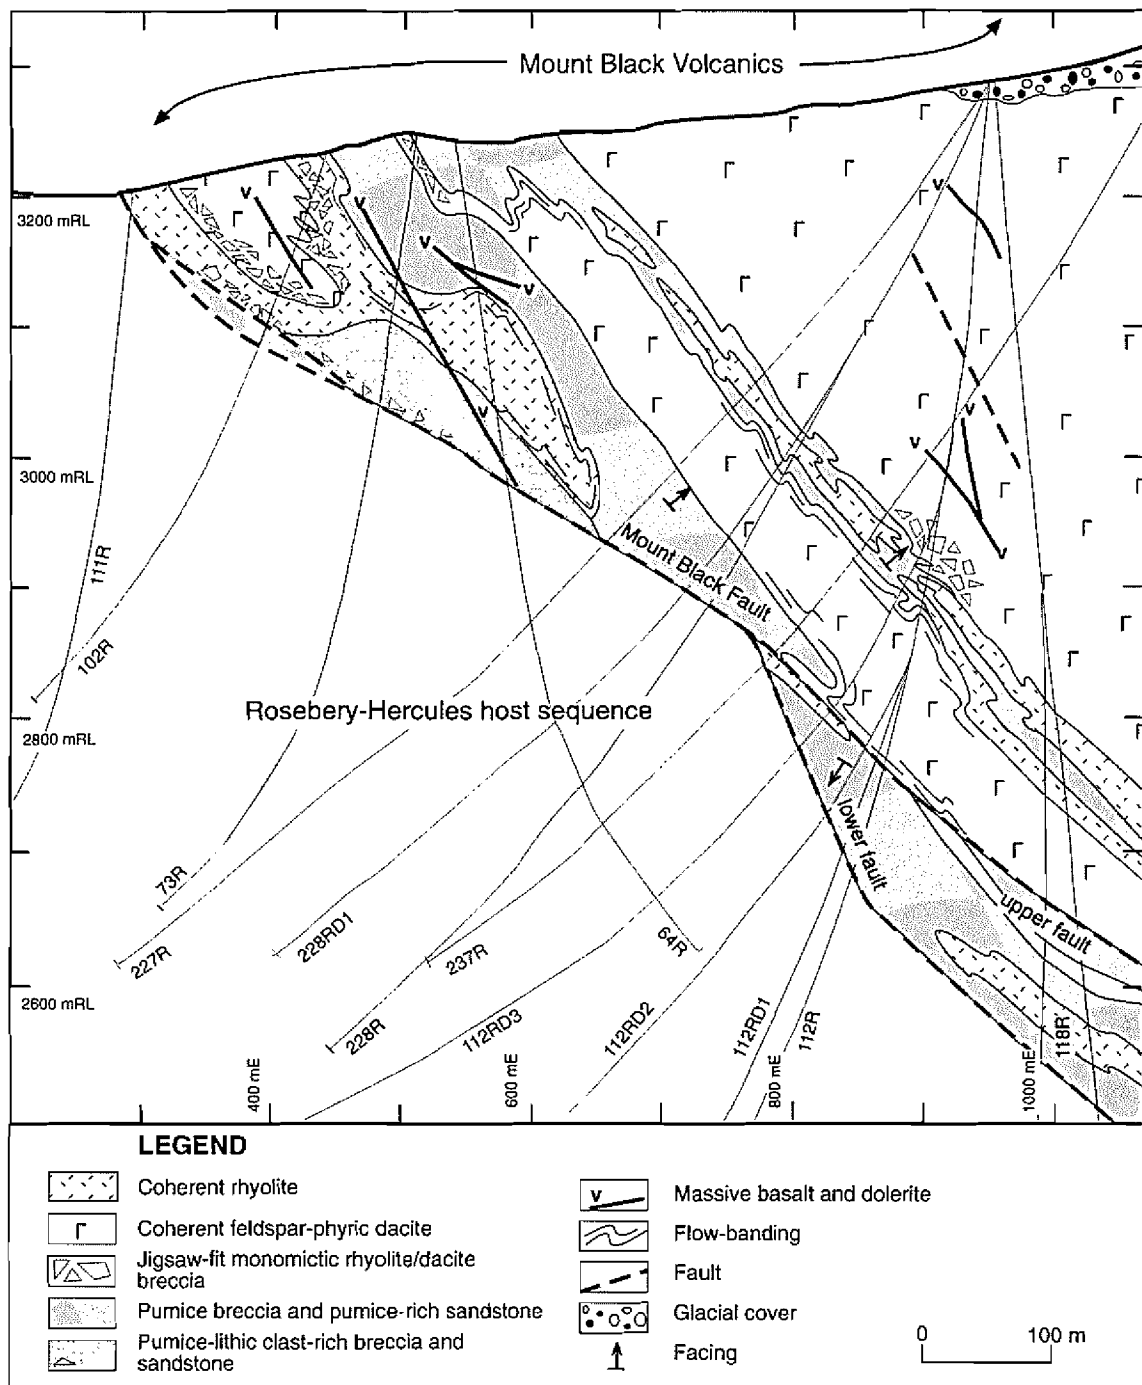 Mount Black Volcanics
v
v
v
v
v
v
v
v
v
v
3200 mRL
3000 mRL
2800 mRL
2600 mRL
Mount Black Fault
Rosebery-Hercules host sequence
lower fault
upper fault
111R
102R
73R
227R
228RD1
228R
237R
112RD3
64R
112RD2
112RD1
112R
118R
400 mE
600 mE
800 mE
1000 mE
LEGEND
Coherent rhyolite
Coherent feldspar-phyric dacite
Jigsaw-fit monomictic rhyolite/dacite
breccia
Pumice breccia and pumice-rich sandstone
Pumice-lithic clast-rich breccia and
sandstone
v
Massive basalt and dolerite
Flow-banding
Fault
Glacial cover
Facing
0 100 m